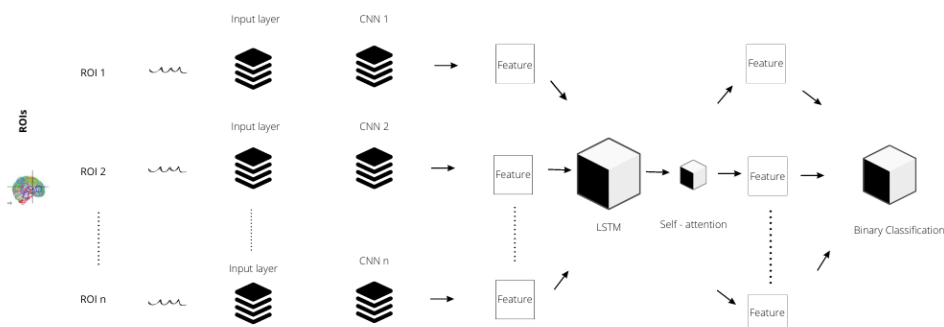 Input layer
CNN 1
ROI 1
Feature
Feature
ROIs
Input layer
CNN 2
ROI 2
Feature
Feature
LSTM
Self - attention
Binary Classification
Input layer
CNN n
ROI n
Feature
Feature